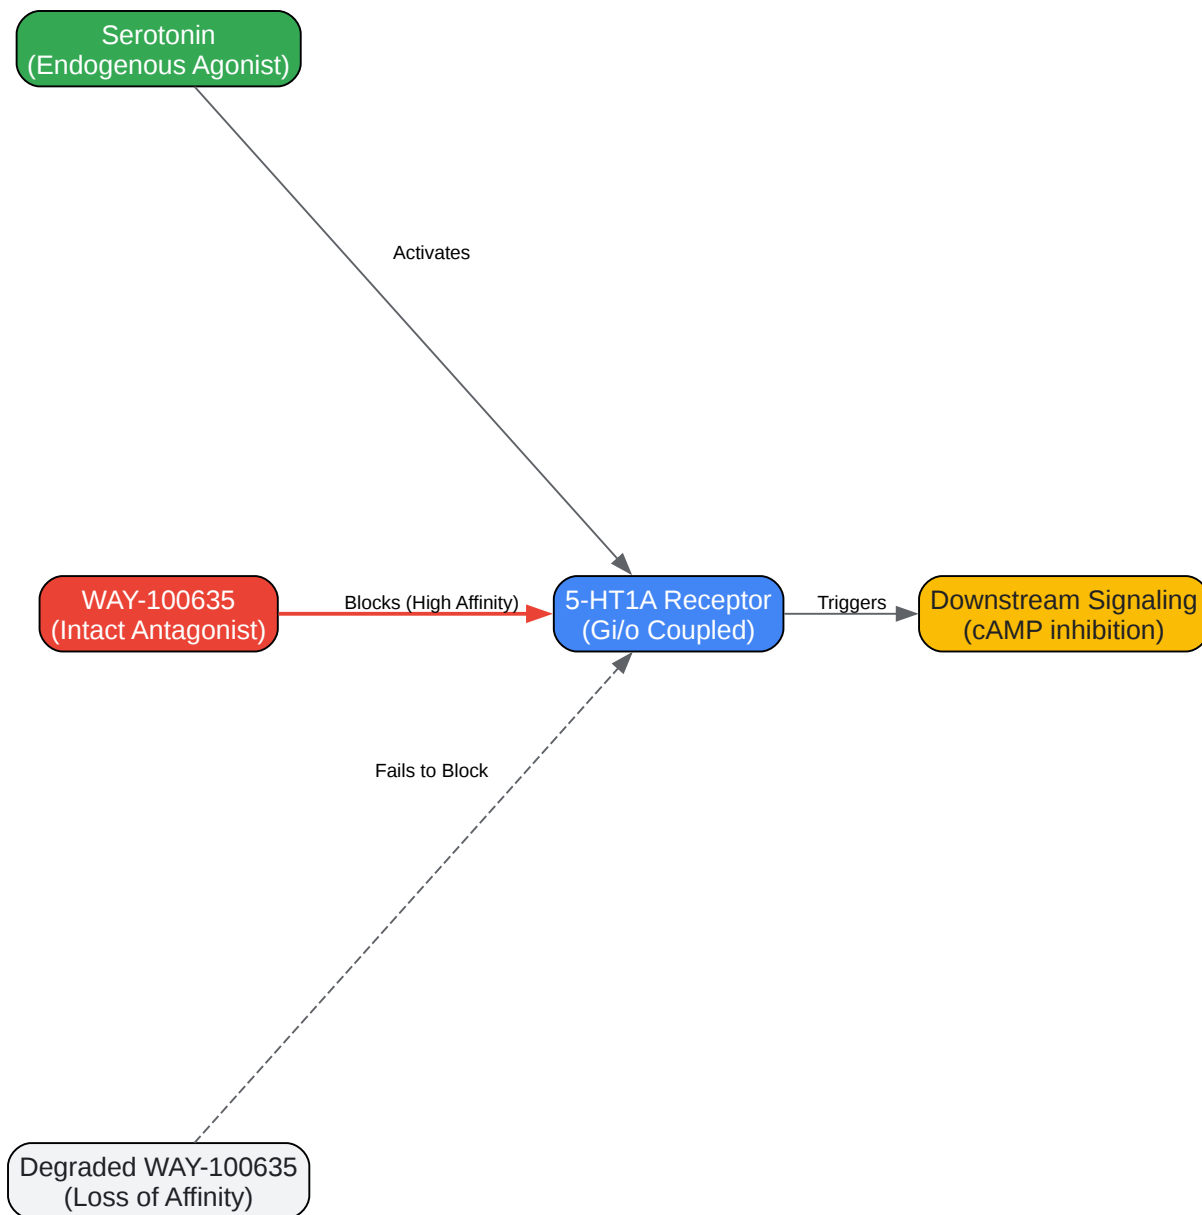 Serotonin
(Endogenous Agonist)
Activates
WAY-100635
(Intact Antagonist)
Blocks (High Affinity)
5-HT1A Receptor
(Gi/o Coupled)
Triggers
Downstream Signaling
(cAMP inhibition)
Fails to Block
Degraded WAY-100635
(Loss of Affinity)